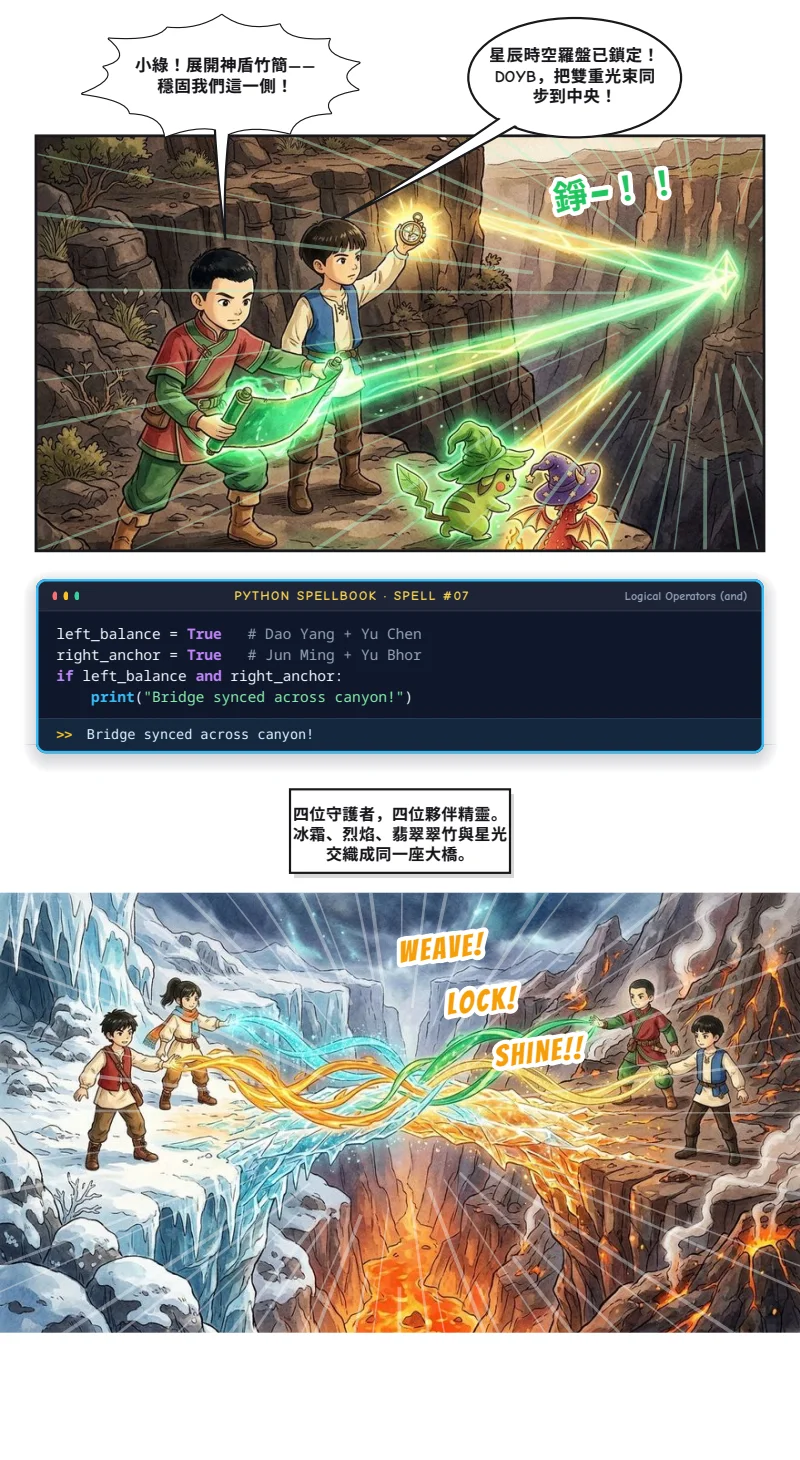 小綠！展開神盾竹簡——
穩固我們這一側！
星辰時空羅盤已鎖定！
DOYB，把雙重光束同
步到中央！
錚–！！
PYTHON SPELLBOOK · SPELL #07
Logical Operators (and)
left_balance = True   # Dao Yang + Yu Chen
right_anchor = True   # Jun Ming + Yu Bhor
if left_balance and right_anchor:
    print("Bridge synced across canyon!")
>> Bridge synced across canyon!
四位守護者，四位夥伴精靈。
冰霜、烈焰、翡翠翠竹與星光
交織成同一座大橋。
WEAVE!
LOCK!
SHINE!!